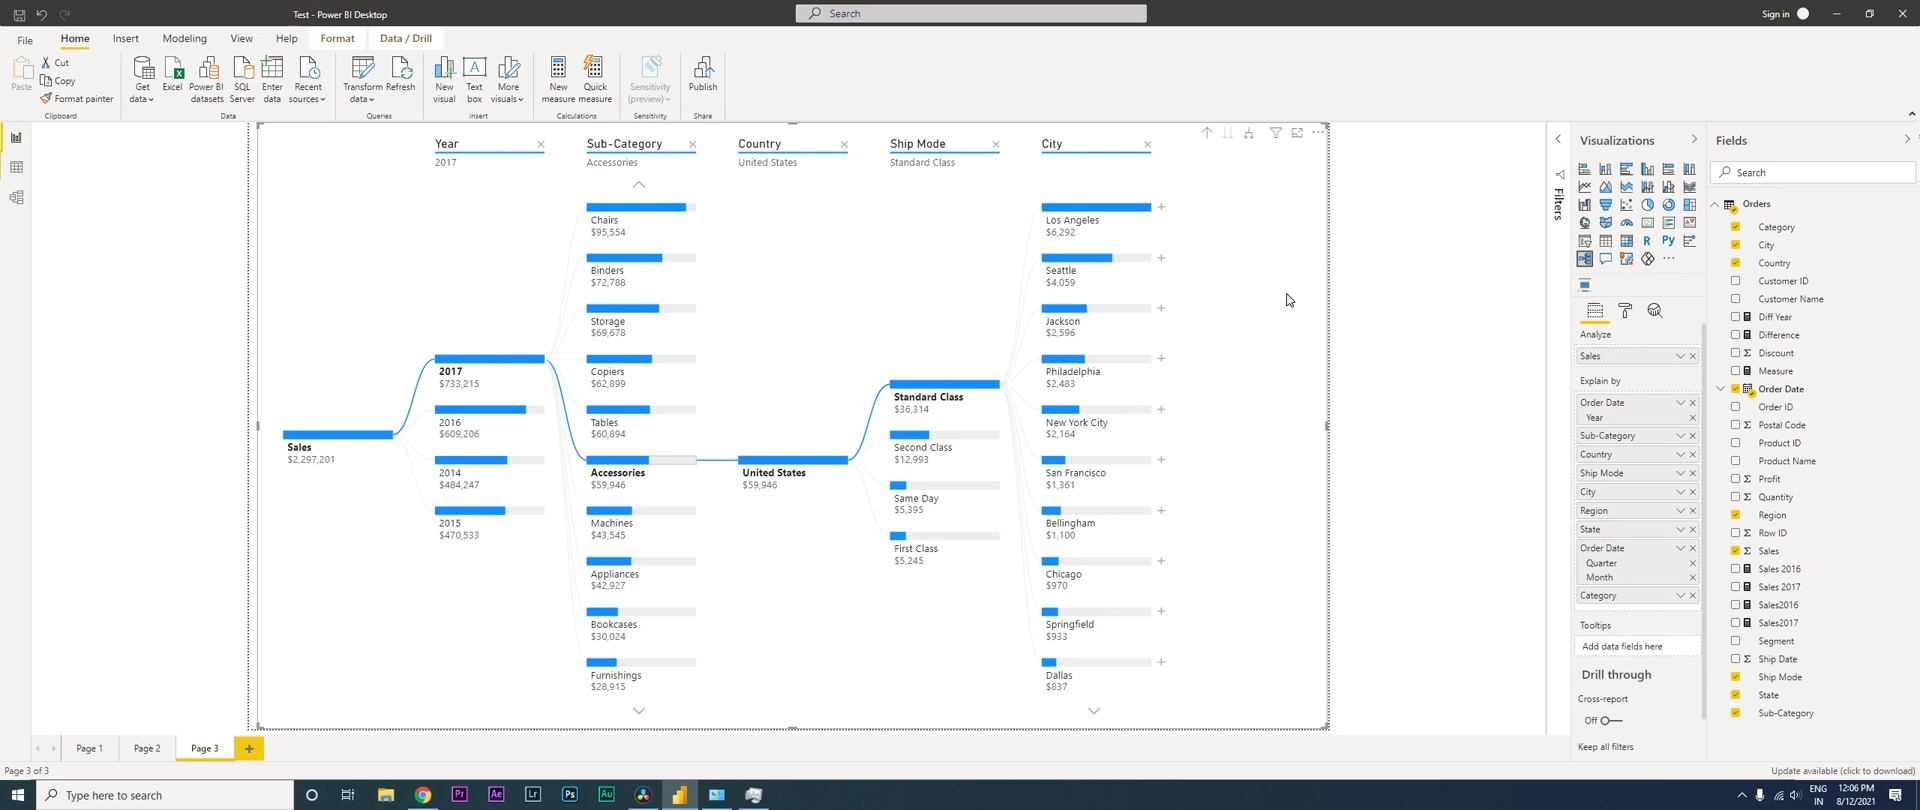 Test - Power BI Desktop
Search
Sign in
File
Home
Insert
Modeling
View
Help
Format
Data / Drill
Paste
Cut
Copy
Format painter
Clipboard
Get data
Excel
Power BI datasets
SQL Server
Enter data
Recent sources
Data
Transform data
Refresh
Queries
New visual
Text box
More visuals
Insert
New measure
Quick measure
Calculations
Sensitivity (preview)
Sensitivity
Publish
Share
Year
2017
Sub-Category
Accessories
Country
United States
Ship Mode
Standard Class
City
Sales
$2,297,201
2017
$733,215
2016
$609,206
2014
$484,247
2015
$470,533
Chairs
$95,554
Binders
$72,788
Storage
$69,678
Copiers
$62,899
Tables
$60,894
Accessories
$59,946
Machines
$43,545
Appliances
$42,927
Bookcases
$30,024
Furnishings
$28,915
United States
$59,946
Standard Class
$36,314
Second Class
$12,993
Same Day
$5,395
First Class
$5,245
Los Angeles
$6,292
Seattle
$4,059
Jackson
$2,596
Philadelphia
$2,483
New York City
$2,164
San Francisco
$1,361
Bellingham
$1,100
Chicago
$970
Springfield
$933
Dallas
$837
Filters
Visualizations
R
Py
Analyze
Sales
Explain by
Order Date
Year
Sub-Category
Country
Ship Mode
City
Region
State
Order Date
Quarter
Month
Category
Tooltips
Add data fields here
Drill through
Cross-report
Off
Keep all filters
Fields
Search
Orders
Category
City
Country
Customer ID
Customer Name
Diff Year
Difference
Discount
Measure
Order Date
Order ID
Postal Code
Product ID
Product Name
Profit
Quantity
Region
Row ID
Sales
Sales 2016
Sales 2017
Sales2016
Sales2017
Segment
Ship Date
Ship Mode
State
Sub-Category
Page 1
Page 2
Page 3
Page 3 of 3
Update available (click to download)
Type here to search
Pr
Ae
Lr
Ps
Au
ENG
IN
12:06 PM
8/12/2021